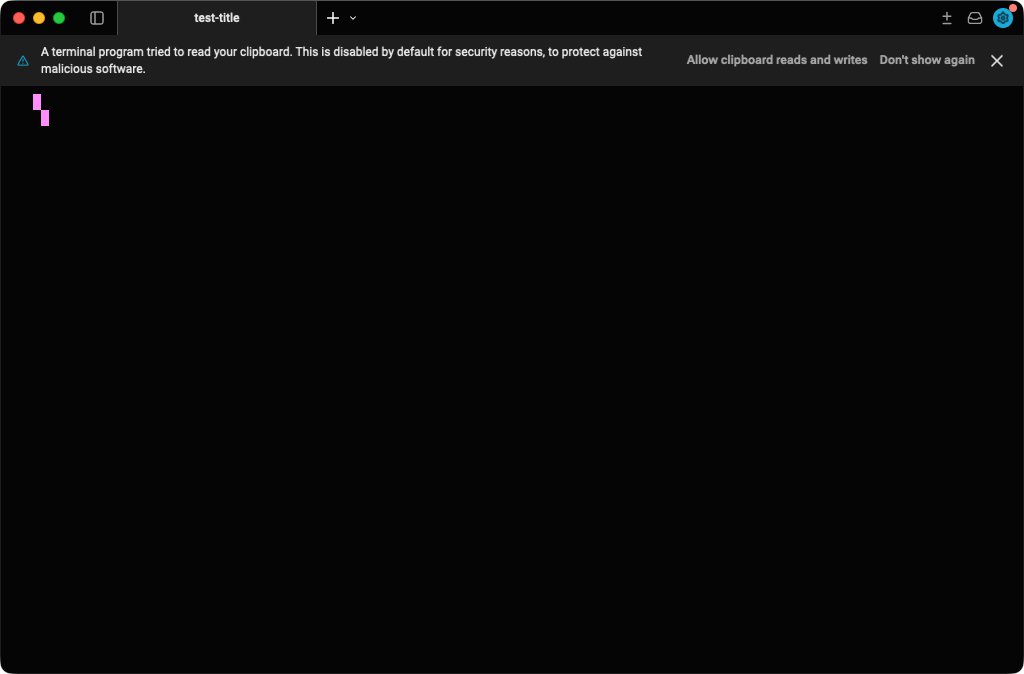 test-title
A terminal program tried to read your clipboard. This is disabled by default for security reasons, to protect against
malicious software.
Allow clipboard reads and writes
Don't show again